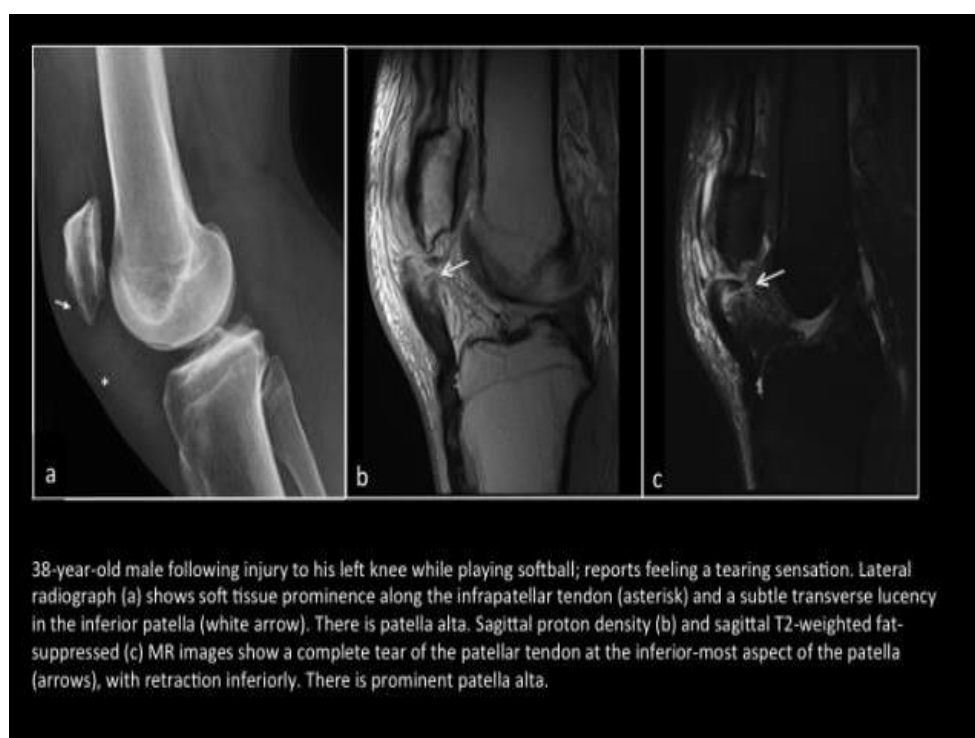 *
a
b
c
38-year-old male following injury to his left knee while playing softball; reports feeling a tearing sensation. Lateral
radiograph (a) shows soft tissue prominence along the infrapatellar tendon (asterisk) and a subtle transverse lucency
in the inferior patella (white arrow). There is patella alta. Sagittal proton density (b) and sagittal T2-weighted fat-
suppressed (c) MR images show a complete tear of the patellar tendon at the inferior-most aspect of the patella
(arrows), with retraction inferiorly. There is prominent patella alta.